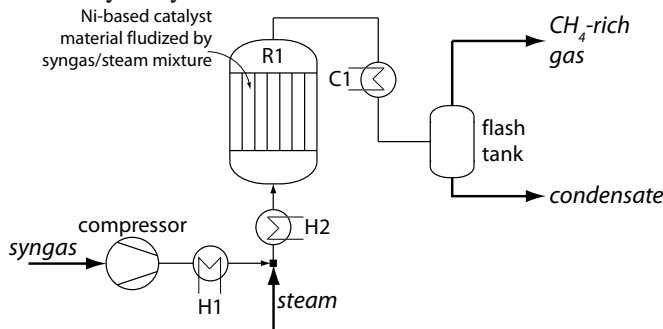 Ni-based catalyst
material fludized by
syngas/steam mixture
R1
C1
CH4-rich
gas
flash
tank
condensate
H2
compressor
syngas
H1
steam